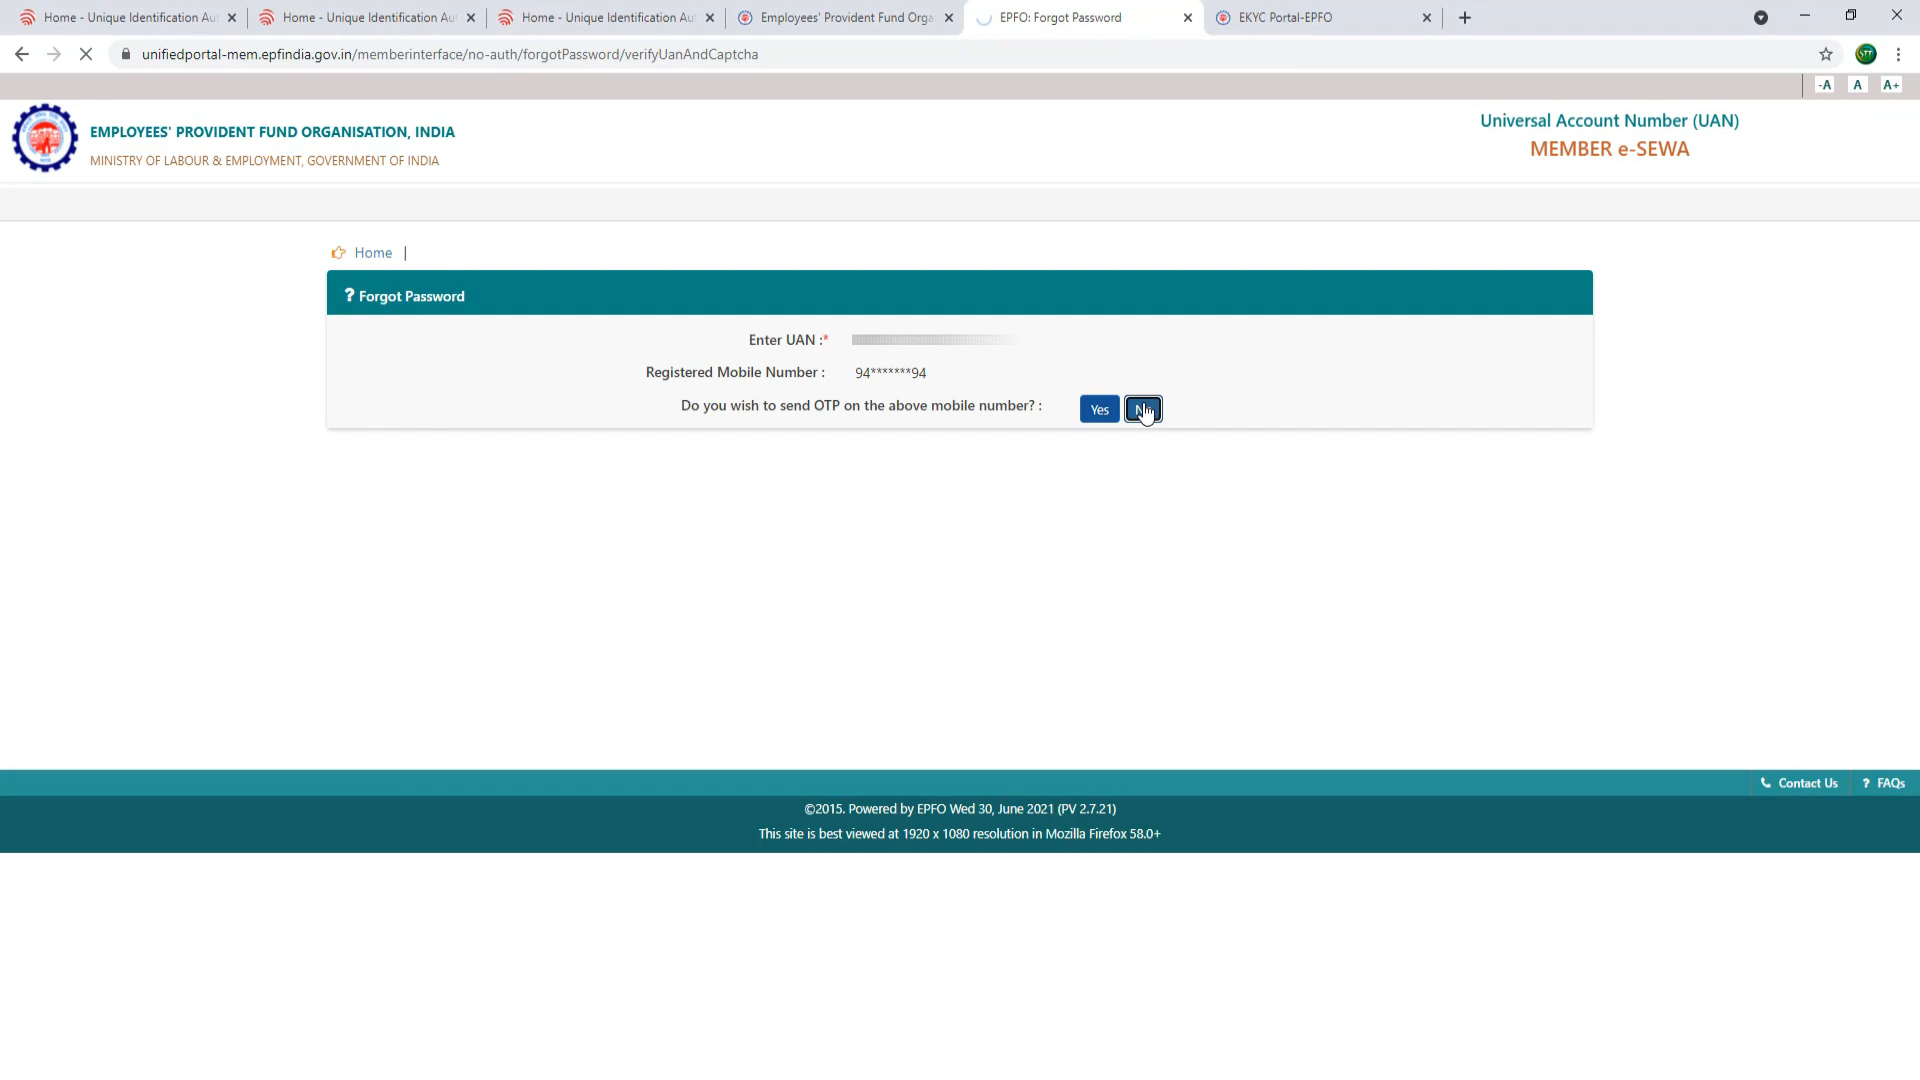 Home - Unique Identification Au
Home - Unique Identification Au
Home - Unique Identification Au
Employees' Provident Fund Orga
EPFO: Forgot Password
EKYC Portal-EPFO
unifiedportal-mem.epfindia.gov.in/memberinterface/no-auth/forgotPassword/verifyUanAndCaptcha
-A A A+
EMPLOYEES' PROVIDENT FUND ORGANISATION, INDIA
MINISTRY OF LABOUR & EMPLOYMENT, GOVERNMENT OF INDIA
Universal Account Number (UAN)
MEMBER e-SEWA
Home |
? Forgot Password
Enter UAN :*
Registered Mobile Number : 94*******94
Do you wish to send OTP on the above mobile number? : Yes
Contact Us ? FAQs
©2015. Powered by EPFO Wed 30, June 2021 (PV 2.7.21)
This site is best viewed at 1920 x 1080 resolution in Mozilla Firefox 58.0+